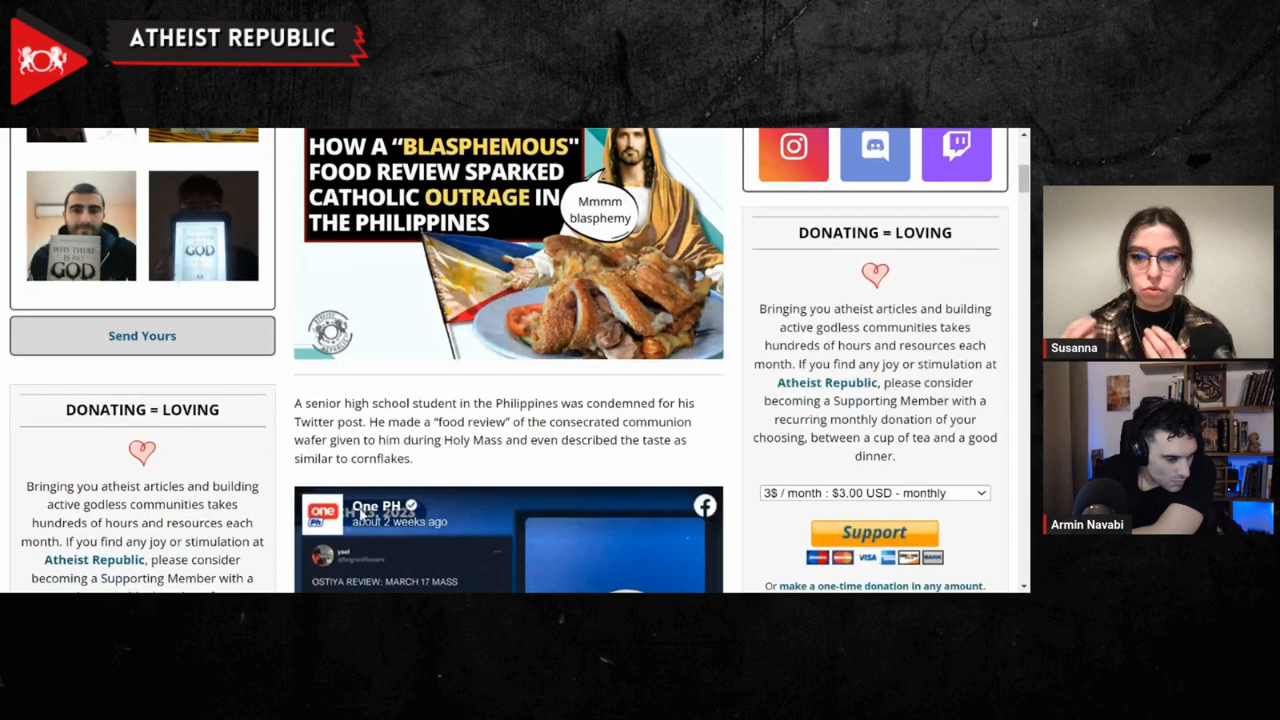 ATHEIST REPUBLIC
WHY THERE
IS NO
GOD
GOD
Send Yours
DONATING = LOVING
Bringing you atheist articles and building
active godless communities takes
hundreds of hours and resources each
month. If you find any joy or stimulation at
Atheist Republic, please consider
becoming a Supporting Member with a
HOW A “BLASPHEMOUS"
FOOD REVIEW SPARKED
CATHOLIC OUTRAGE IN
THE PHILIPPINES
Mmmm
blasphemy
ATHEIST
REPUBLIC
A senior high school student in the Philippines was condemned for his
Twitter post. He made a “food review” of the consecrated communion
wafer given to him during Holy Mass and even described the taste as
similar to cornflakes.
one
Ph
One PH
about 2 weeks ago
ysel
OSTIYA REVIEW: MARCH 17 MASS
DONATING = LOVING
Bringing you atheist articles and building
active godless communities takes
hundreds of hours and resources each
month. If you find any joy or stimulation at
Atheist Republic, please consider
becoming a Supporting Member with a
recurring monthly donation of your
choosing, between a cup of tea and a good
dinner.
3$ / month : $3.00 USD - monthly
Support
VISA
BANK
Or make a one-time donation in any amount.
Susanna
SCIENCE
Armin Navabi